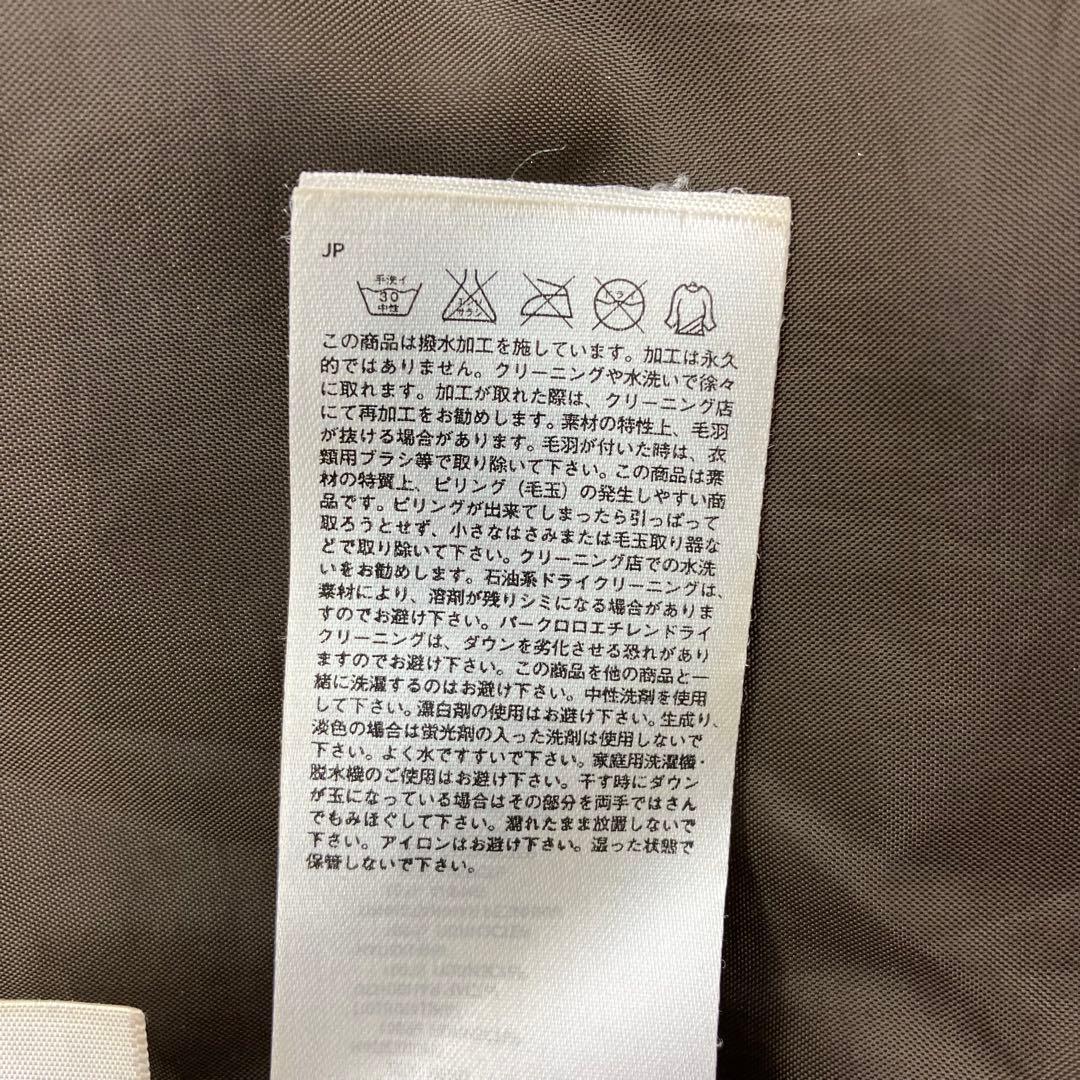 JP
手洗イ
30
中性
エンソ
サラシ
ドライ
この商品は撥水加工を施しています。加工は永久
的ではありません。クリーニングや水洗いで徐々
に取れます。加工が取れた際は、クリーニング店
にて再加工をお勧めします。素材の特性上、毛羽
が抜ける場合があります。毛羽が付いた時は、衣
類用ブラシ等で取り除いて下さい。この商品は素
材の特質上、ピリング（毛玉）の発生しやすい商
品です。ピリングが出来てしまったら引っぱって
取ろうとせず、小さなはさみまたは毛玉取り器な
どで取り除いて下さい。クリーニング店での水洗
いをお勧めします。石油系ドライクリーニングは、
素材により、溶剤が残りシミになる場合がありま
すのでお避け下さい。パークロロエチレンドライ
クリーニングは、ダウンを劣化させる恐れがあり
ますのでお避け下さい。この商品を他の商品と一
緒に洗濯するのはお避け下さい。中性洗剤を使用
して下さい。漂白剤の使用はお避け下さい。生成り、
淡色の場合は蛍光剤の入った洗剤は使用しないで
下さい。よく水ですすいで下さい。家庭用洗濯機・
脱水機のご使用はお避け下さい。干す時にダウン
が玉になっている場合はその部分を両手ではさん
でもみほぐして下さい。濡れたまま放置しないで
下さい。アイロンはお避け下さい。湿った状態で
保管しないで下さい。